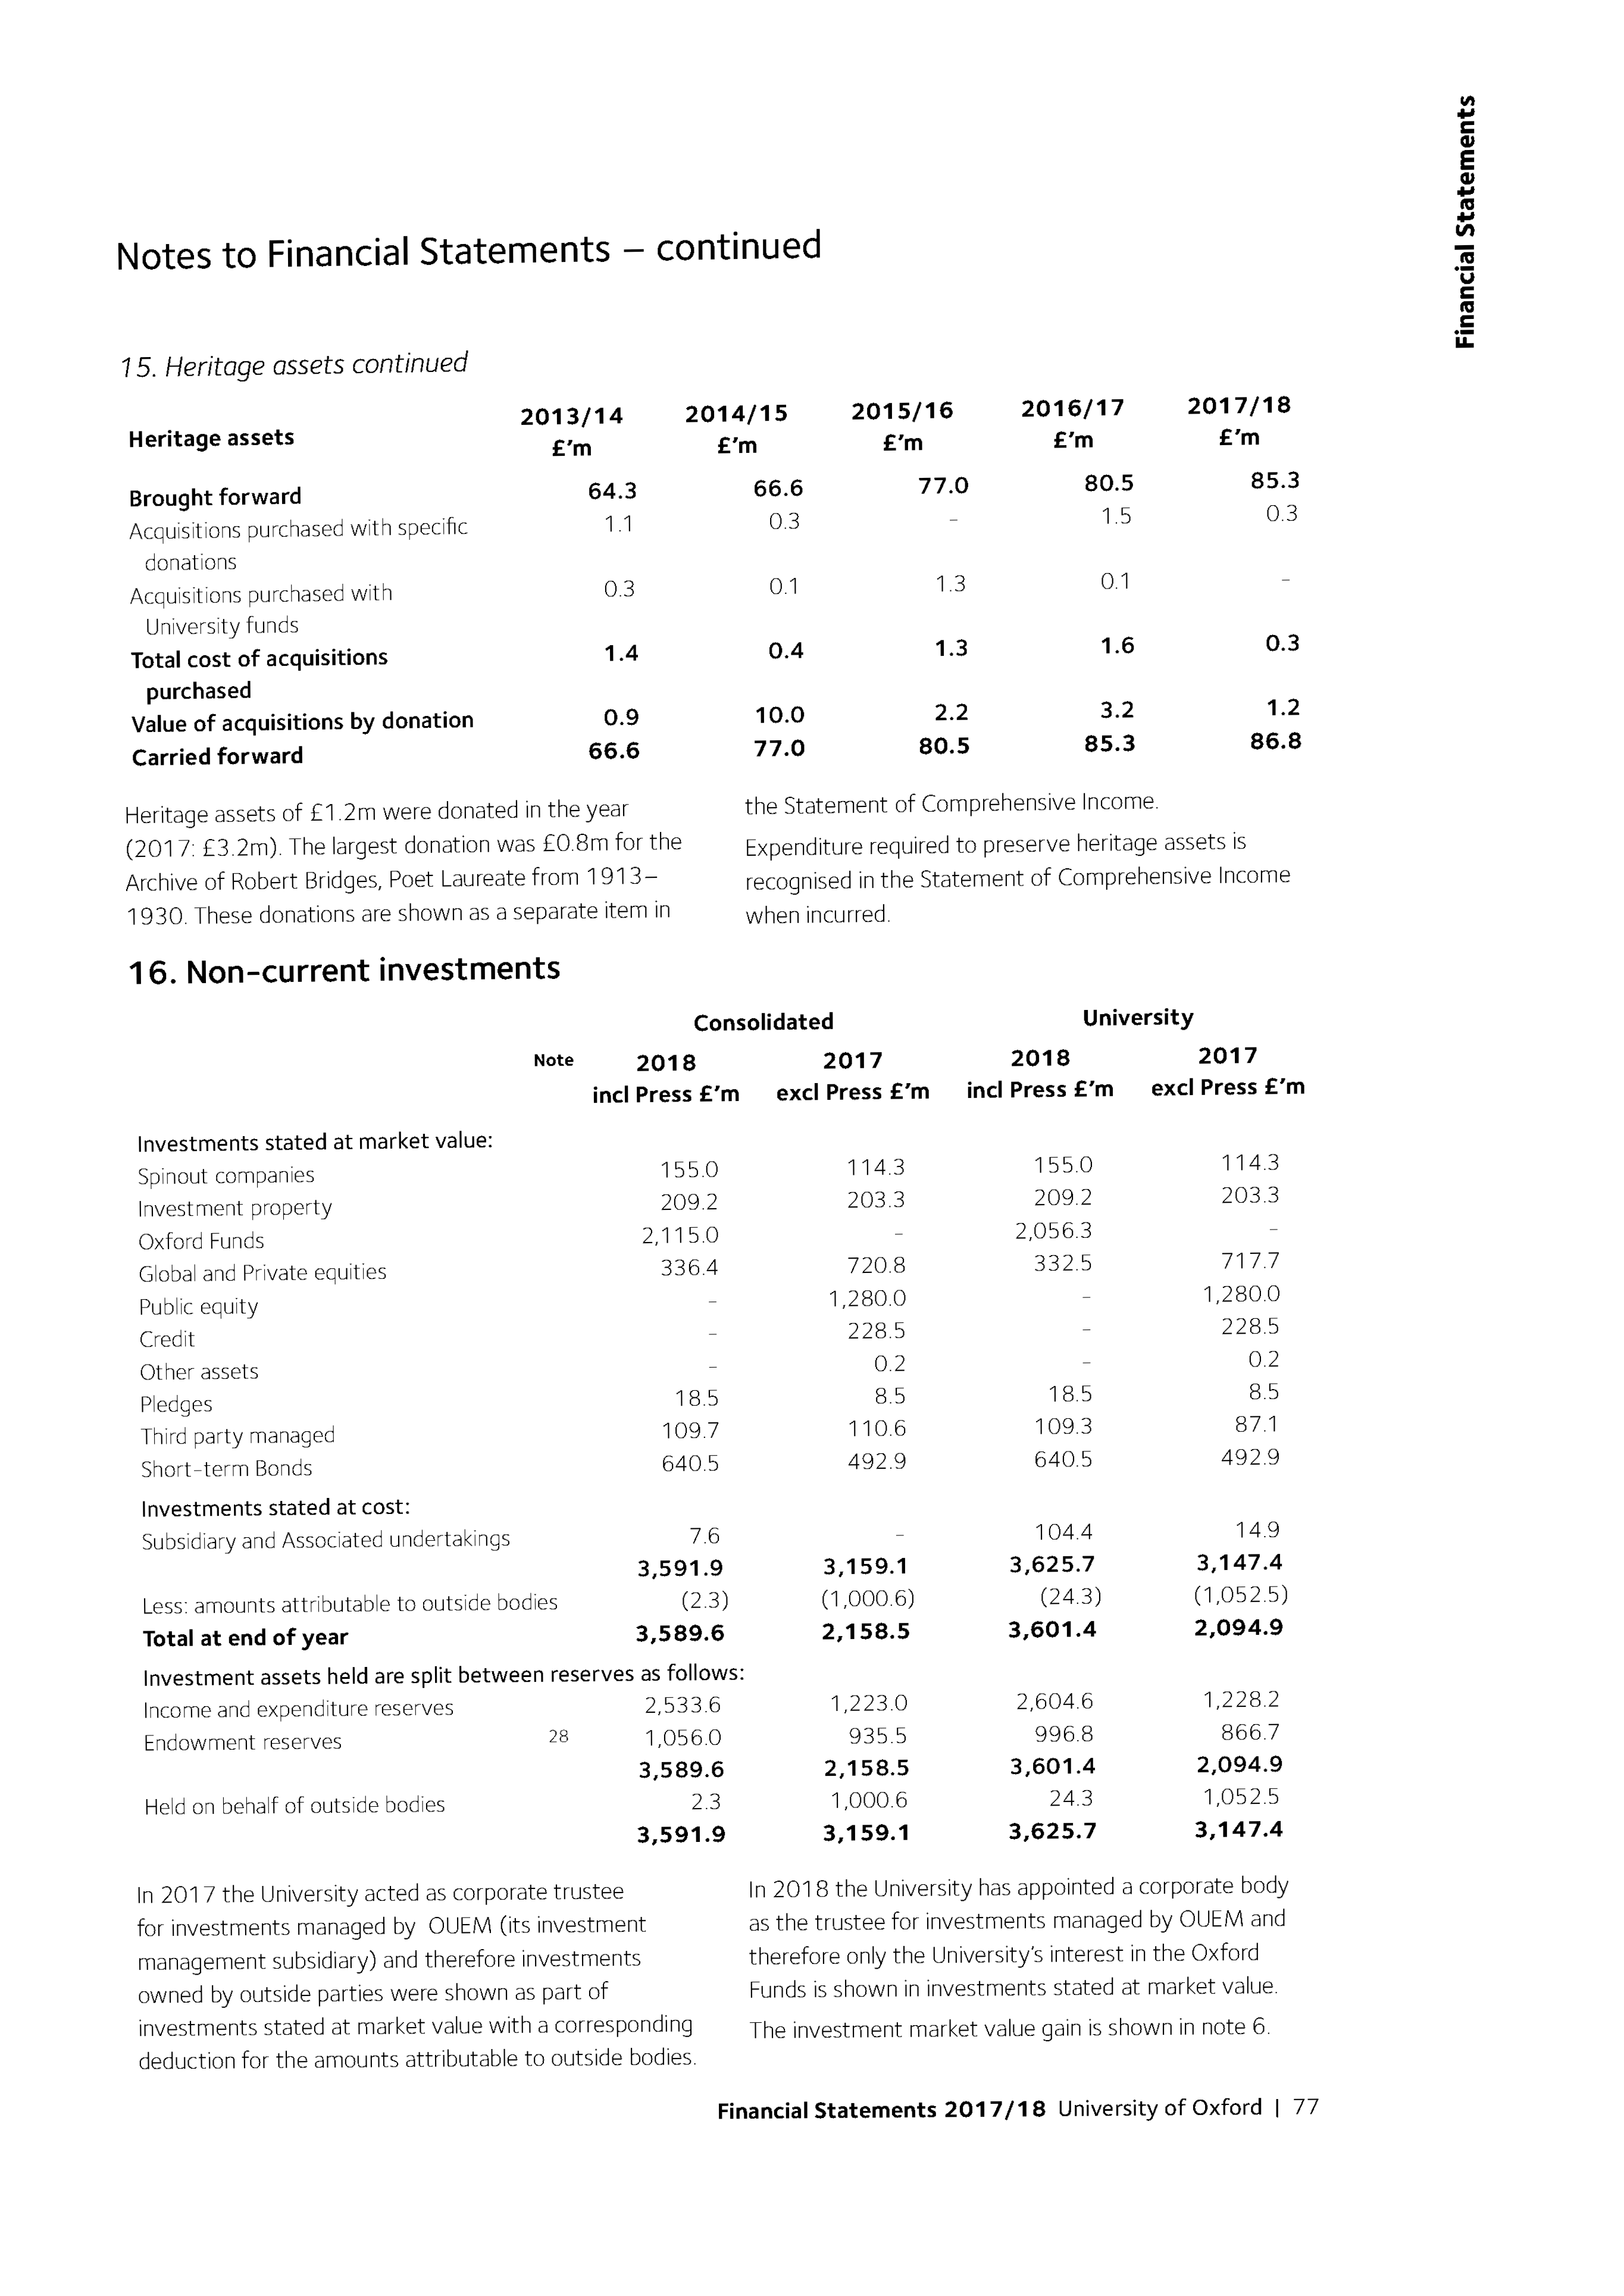 Financial Statements
Notes to Financial Statements – continued
15. Heritage assets continued
Heritage assets 2013/14 £'m 2014/15 £'m 2015/16 £'m 2016/17 £'m 2017/18 £'m
Brought forward 64.3 66.6 77.0 80.5 85.3
Acquisitions purchased with specific 1.1 0.3 – 1.5 0.3
donations
Acquisitions purchased with 0.3 0.1 1.3 0.1 –
University funds
Total cost of acquisitions 1.4 0.4 1.3 1.6 0.3
purchased
Value of acquisitions by donation 0.9 10.0 2.2 3.2 1.2
Carried forward 66.6 77.0 80.5 85.3 86.8
Heritage assets of £1.2m were donated in the year
(2017: £3.2m). The largest donation was £0.8m for the
Archive of Robert Bridges, Poet Laureate from 1913–
1930. These donations are shown as a separate item in
the Statement of Comprehensive Income.
Expenditure required to preserve heritage assets is
recognised in the Statement of Comprehensive Income
when incurred.
16. Non-current investments
Consolidated University
Note 2018 2017 2018 2017
incl Press £'m excl Press £'m incl Press £'m excl Press £'m
Investments stated at market value:
Spinout companies 155.0 114.3 155.0 114.3
Investment property 209.2 203.3 209.2 203.3
Oxford Funds 2,115.0 – 2,056.3 –
Global and Private equities 336.4 720.8 332.5 717.7
Public equity – 1,280.0 – 1,280.0
Credit – 228.5 – 228.5
Other assets – 0.2 – 0.2
Pledges 18.5 8.5 18.5 8.5
Third party managed 109.7 110.6 109.3 87.1
Short-term Bonds 640.5 492.9 640.5 492.9
Investments stated at cost:
Subsidiary and Associated undertakings 7.6 – 104.4 14.9
3,591.9 3,159.1 3,625.7 3,147.4
Less: amounts attributable to outside bodies (2.3) (1,000.6) (24.3) (1,052.5)
Total at end of year 3,589.6 2,158.5 3,601.4 2,094.9
Investment assets held are split between reserves as follows:
Income and expenditure reserves 2,533.6 1,223.0 2,604.6 1,228.2
Endowment reserves 28 1,056.0 935.5 996.8 866.7
3,589.6 2,158.5 3,601.4 2,094.9
Held on behalf of outside bodies 2.3 1,000.6 24.3 1,052.5
3,591.9 3,159.1 3,625.7 3,147.4
In 2017 the University acted as corporate trustee
for investments managed by OUEM (its investment
management subsidiary) and therefore investments
owned by outside parties were shown as part of
investments stated at market value with a corresponding
deduction for the amounts attributable to outside bodies.
In 2018 the University has appointed a corporate body
as the trustee for investments managed by OUEM and
therefore only the University's interest in the Oxford
Funds is shown in investments stated at market value.
The investment market value gain is shown in note 6.
Financial Statements 2017/18 University of Oxford | 77